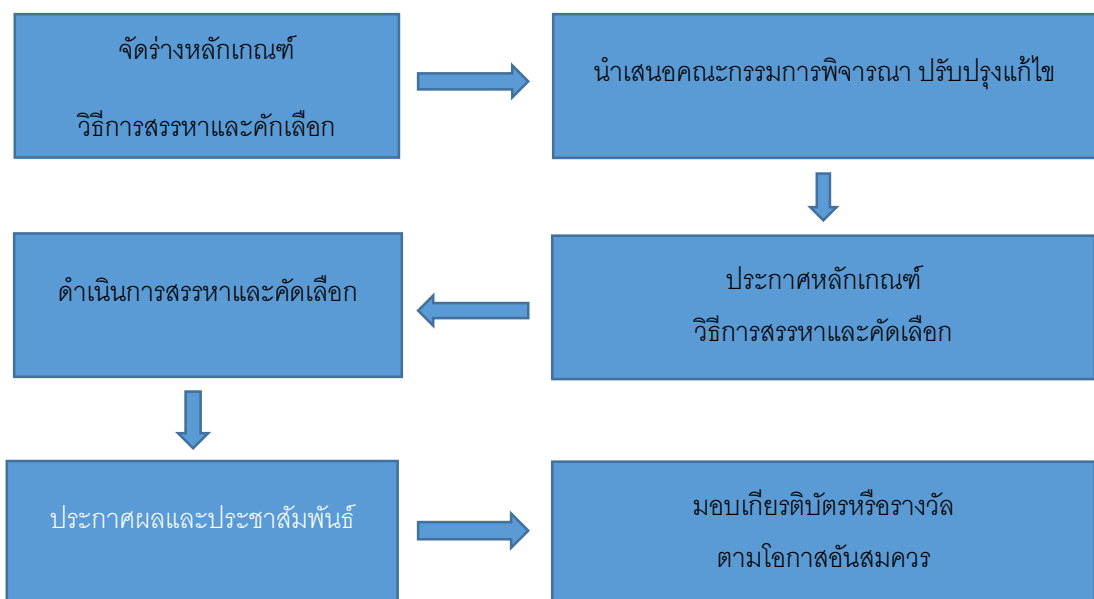 จัดร่างหลักเกณฑ์
วิธีการสรรหาและคักเลือก
นำเสนอคณะกรรมการพิจารณา ปรับปรุงแก้ไข
ประกาศหลักเกณฑ์
วิธีการสรรหาและคัดเลือก
ดำเนินการสรรหาและคัดเลือก
ประกาศผลและประชาสัมพันธ์
มอบเกียรติบัตรหรือรางวัล
ตามโอกาสอันสมควร